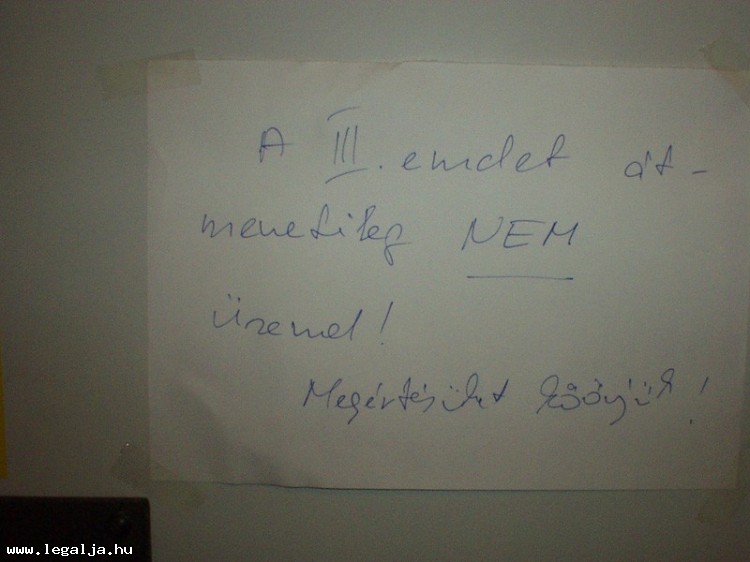 A III. emelet át-
menetileg NEM
üzemel!
Megértésüket köszönjük!
www.legalja.hu